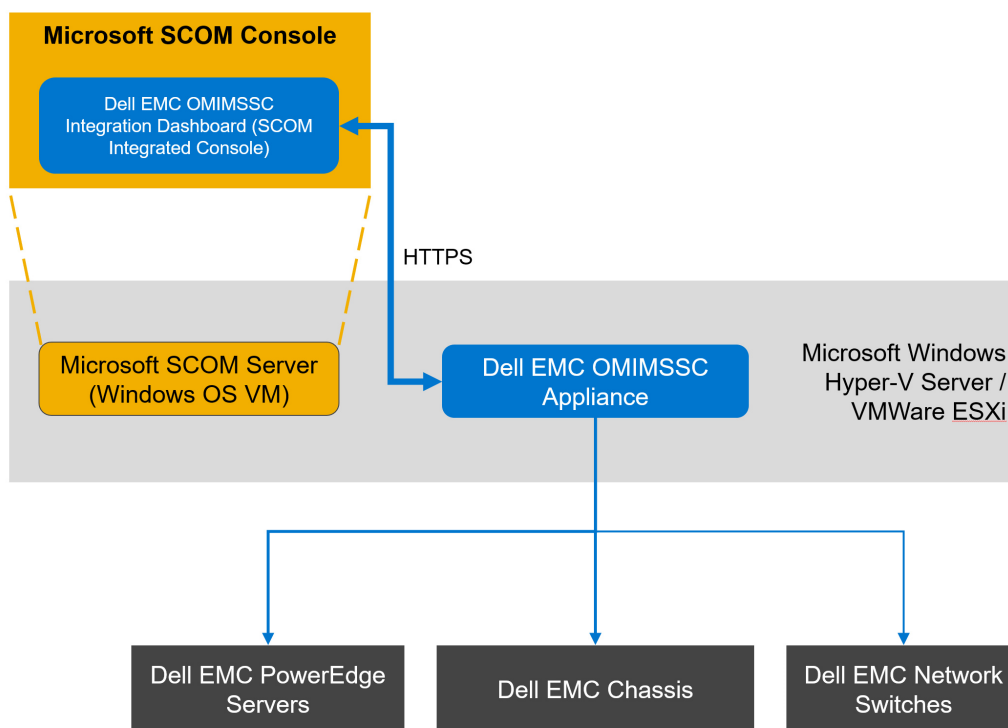 Microsoft SCOM Console
Dell EMC OMIMSSC
Integration Dashboard (SCOM
Integrated Console)
HTTPS
Microsoft SCOM Server
(Windows OS VM)
Dell EMC OMIMSSC
Appliance
Microsoft Windows
Hyper-V Server /
VMWare ESXi
Dell EMC PowerEdge
Servers
Dell EMC Chassis
Dell EMC Network
Switches